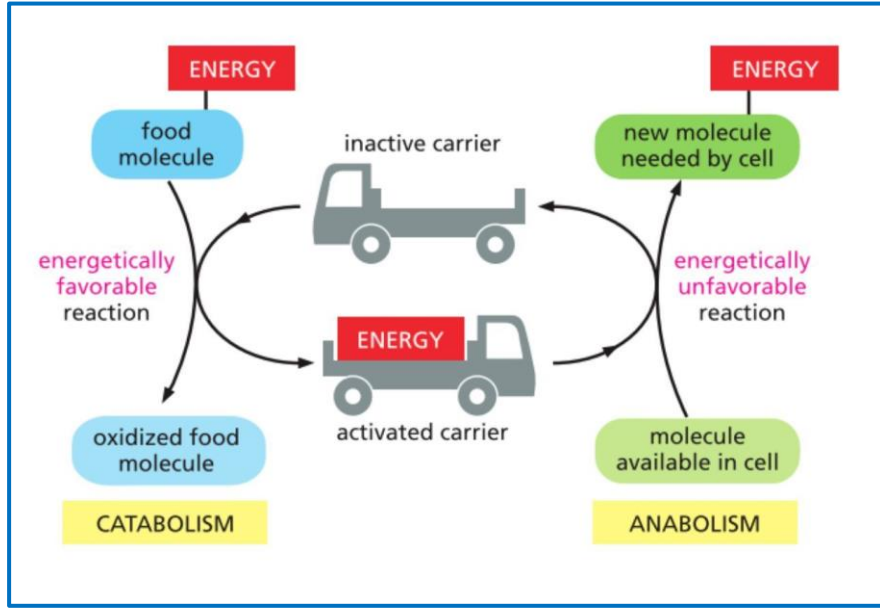 ENERGY
food
molecule
energetically
favorable
reaction
oxidized food
molecule
CATABOLISM
inactive carrier
ENERGY
activated carrier
ENERGY
new molecule
needed by cell
energetically
unfavorable
reaction
molecule
available in cell
ANABOLISM